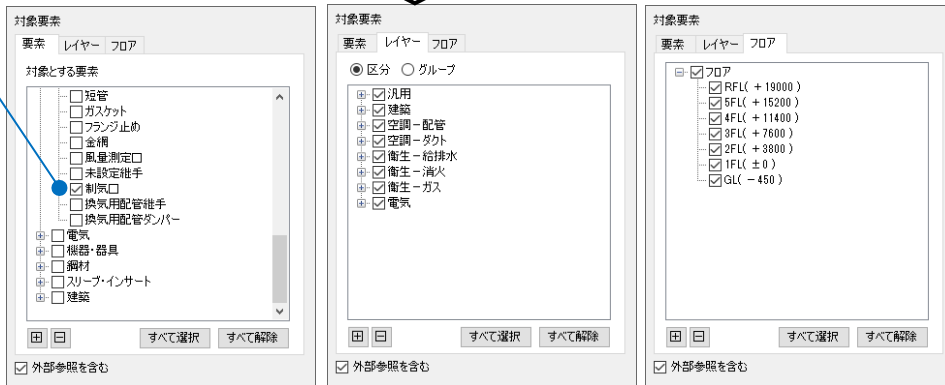 対象要素
要素 レイヤー フロア
対象とする要素
短管
ガスケット
フランジ止め
金網
風量測定口
未設定継手
制気口
換気用配管継手
換気用配管ダンパー
電気
機器・器具
鋼材
スリーブ・インサート
建築
すべて選択 すべて解除
外部参照を含む
対象要素
要素 レイヤー フロア
区分 グループ
汎用
建築
空調－配管
空調－ダクト
衛生－給排水
衛生－消火
衛生－ガス
電気
すべて選択 すべて解除
外部参照を含む
対象要素
要素 レイヤー フロア
フロア
RFL( ＋19000 )
5FL( ＋15200 )
4FL( ＋11400 )
3FL( ＋7600 )
2FL( ＋3800 )
1FL( ±0 )
GL( －450 )
すべて選択 すべて解除
外部参照を含む